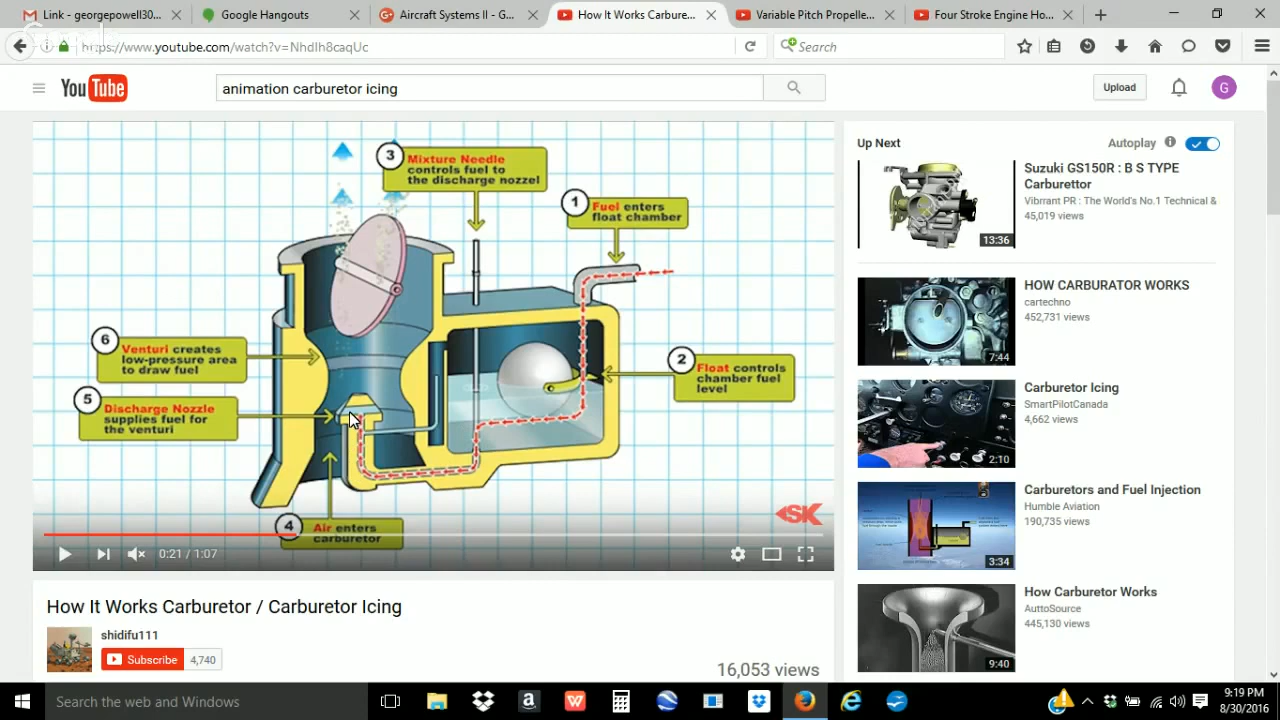 Link - georgepowell30...
Google Hangouts
Aircraft Systems II - G...
How It Works Carbure...
Variable Pitch Propelle...
Four Stroke Engine Ho...
https://www.youtube.com/watch?v=NhdIh8caqUc
Search
YouTube
animation carburetor icing
Upload
G
3
Mixture Needle
controls fuel to
the discharge nozzel
1
Fuel enters
float chamber
6
Venturi creates
low-pressure area
to draw fuel
2
Float controls
chamber fuel
level
5
Discharge Nozzle
supplies fuel for
the venturi
4
Air enters
carburetor
SK
0:21 / 1:07
How It Works Carburetor / Carburetor Icing
shidifu111
Subscribe
4,740
16,053 views
Up Next
Autoplay
Suzuki GS150R : B S TYPE
Carburettor
Vibrrant PR : The World's No.1 Technical &
45,019 views
13:36
HOW CARBURATOR WORKS
cartechno
452,731 views
7:44
Carburetor Icing
SmartPilotCanada
4,662 views
2:10
Carburetors and Fuel Injection
Humble Aviation
190,735 views
3:34
How Carburetor Works
AuttoSource
445,130 views
9:40
Search the web and Windows
9:19 PM
8/30/2016